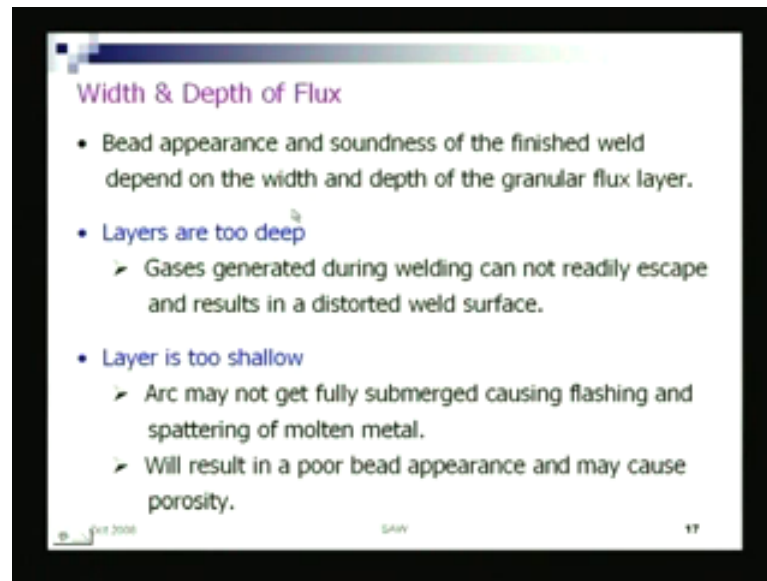 Width & Depth of Flux
• Bead appearance and soundness of the finished weld
depend on the width and depth of the granular flux layer.
• Layers are too deep
➢ Gases generated during welding can not readily escape
and results in a distorted weld surface.
• Layer is too shallow
➢ Arc may not get fully submerged causing flashing and
spattering of molten metal.
➢ Will result in a poor bead appearance and may cause
porosity.
SAW
17